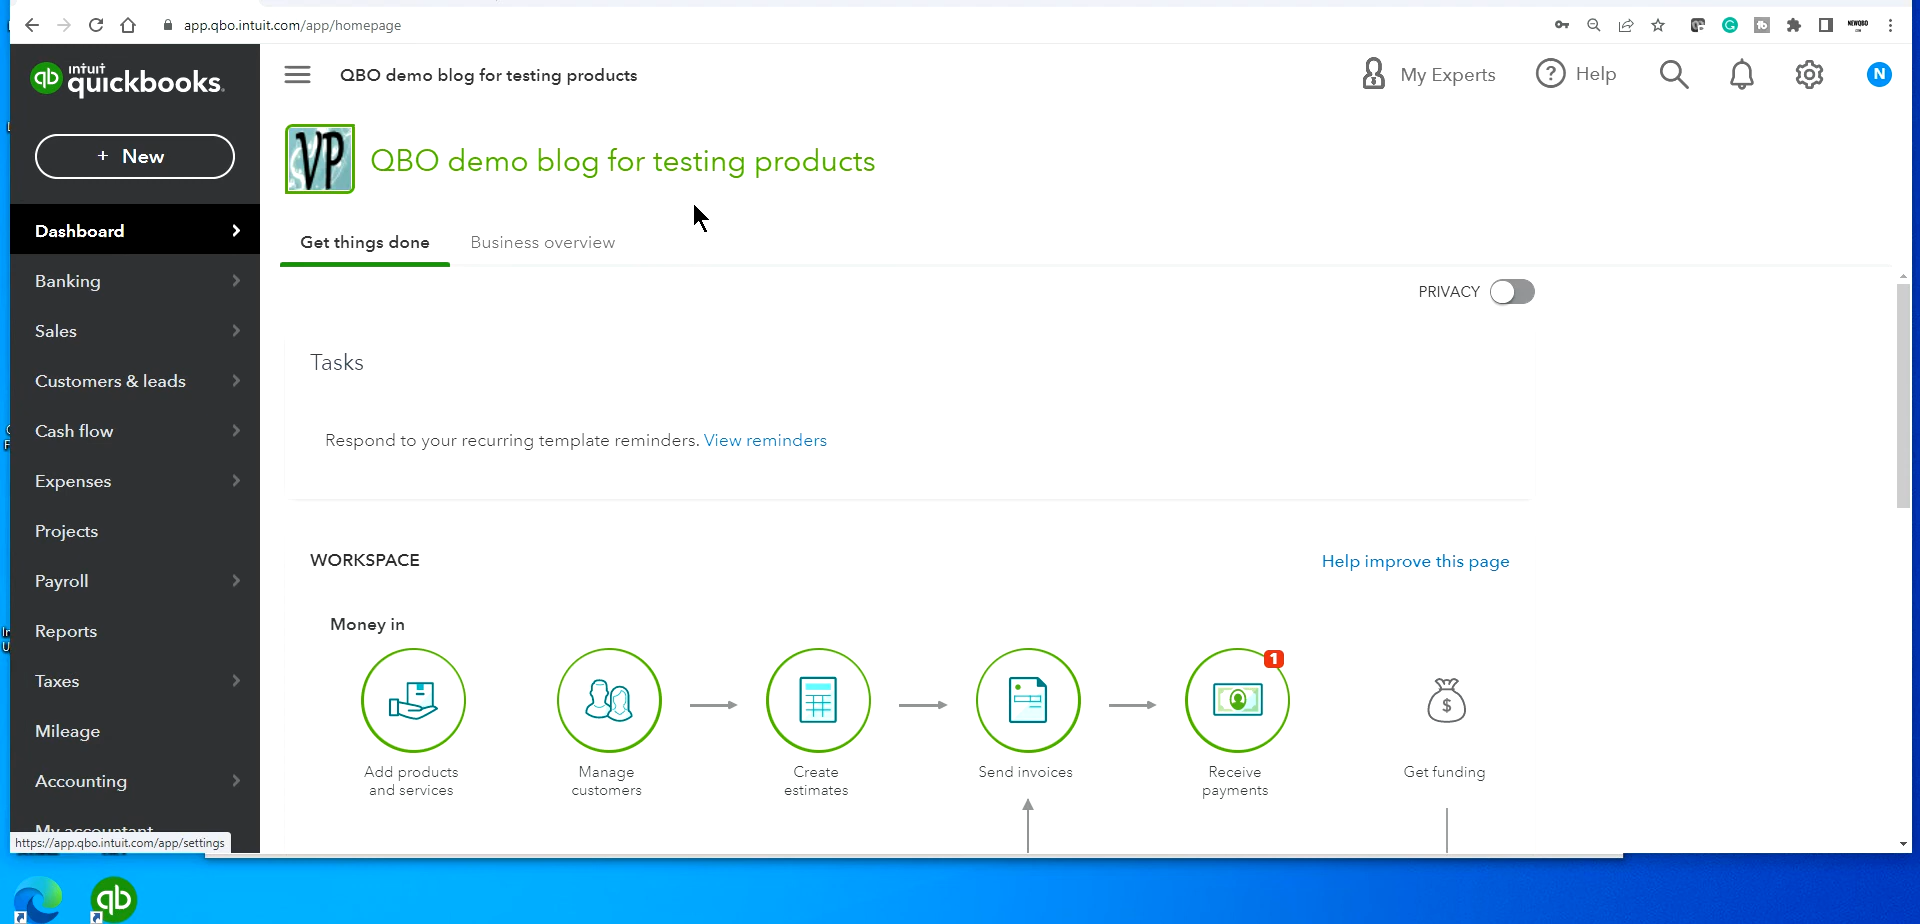 app.qbo.intuit.com/app/homepage
NEWQBO
intuit
quickbooks.
QBO demo blog for testing products
My Experts
? Help
N
+ New
VP
QBO demo blog for testing products
Dashboard
Get things done
Business overview
Banking
PRIVACY
Sales
Tasks
Customers & leads
Cash flow
Respond to your recurring template reminders. View reminders
Expenses
Projects
WORKSPACE
Help improve this page
Payroll
Reports
Money in
1
Taxes
$
Mileage
Add products
and services
Manage
customers
Create
estimates
Send invoices
Receive
payments
Get funding
Accounting
My accountant
https://app.qbo.intuit.com/app/settings
qb